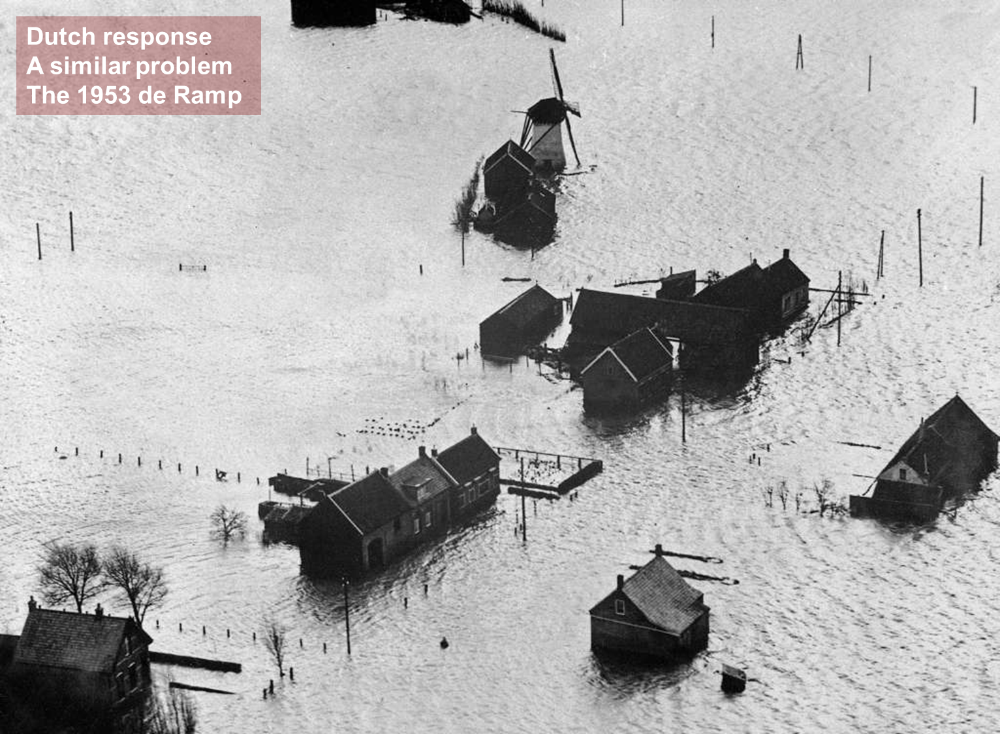 Dutch response
A similar problem
The 1953 de Ramp